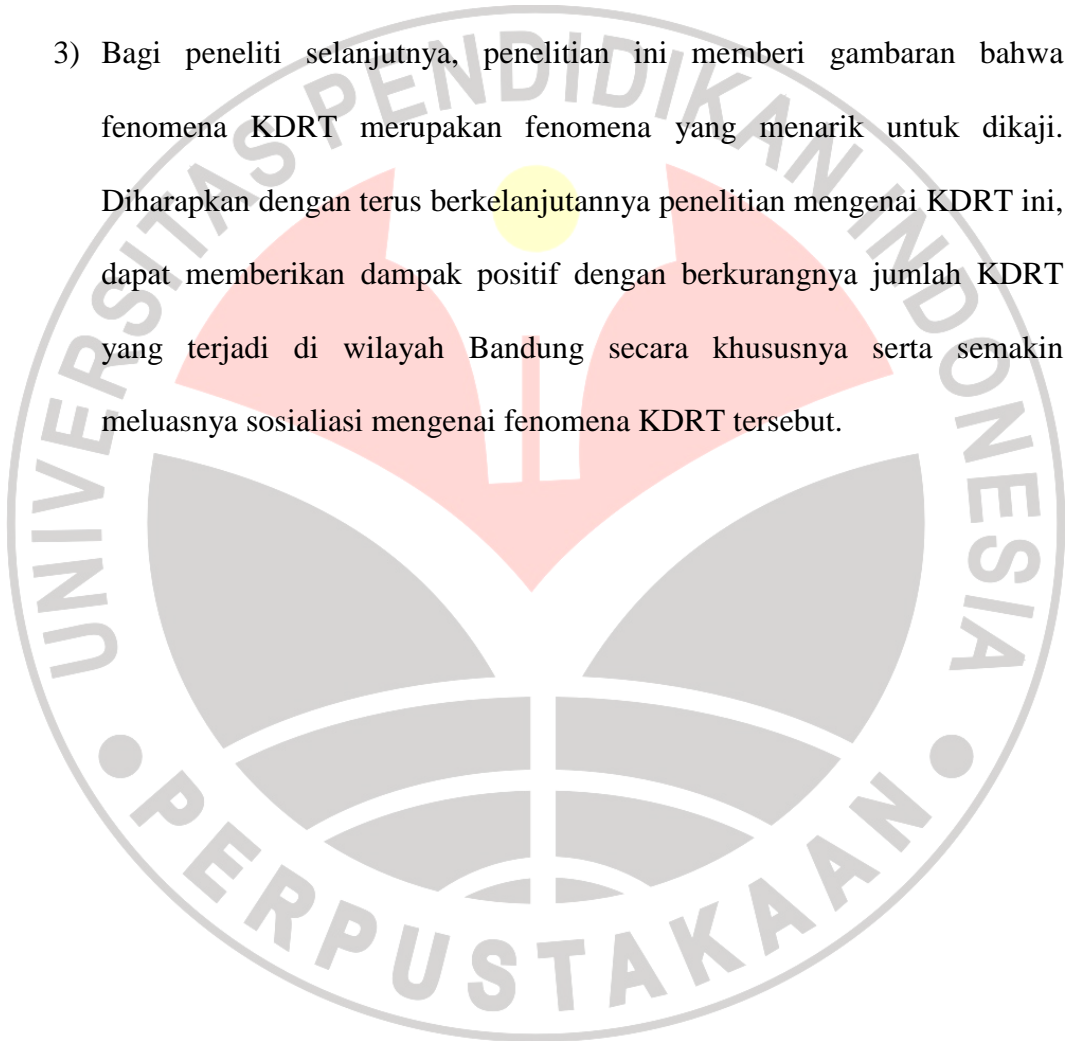 3) Bagi peneliti selanjutnya, penelitian ini memberi gambaran bahwa
fenomena KDRT merupakan fenomena yang menarik untuk dikaji.
Diharapkan dengan terus berkelanjutannya penelitian mengenai KDRT ini,
dapat memberikan dampak positif dengan berkurangnya jumlah KDRT
yang terjadi di wilayah Bandung secara khususnya serta semakin
meluasnya sosialiasi mengenai fenomena KDRT tersebut.
UNIVERSITAS PENDIDIKAN INDONESIA
PERPUSTAKAAN